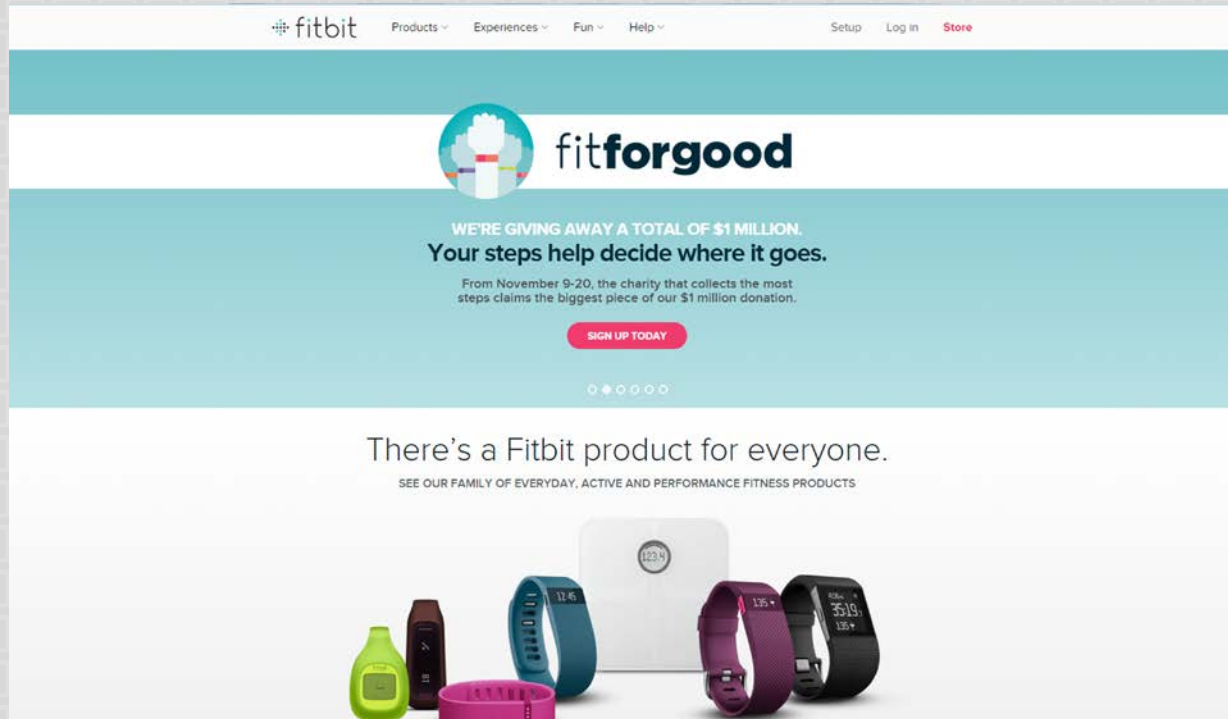 fitbit Products Experiences Fun Help Setup Log in Store
fitforgood
WE'RE GIVING AWAY A TOTAL OF $1 MILLION.
Your steps help decide where it goes.
From November 9-20, the charity that collects the most
steps claims the biggest piece of our $1 million donation.
SIGN UP TODAY
There's a Fitbit product for everyone.
SEE OUR FAMILY OF EVERYDAY, ACTIVE AND PERFORMANCE FITNESS PRODUCTS
123.4
12:45
135
35:19
135